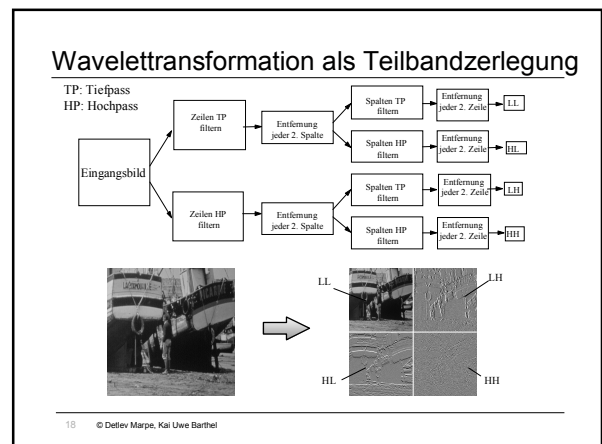 Wavelettransformation als Teilbandzerlegung
TP: Tiefpass
HP: Hochpass
Eingangsbild
Zeilen TP
filtern
Entfernung
jeder 2. Spalte
Spalten TP
filtern
Entfernung
jeder 2. Zeile
LL
Spalten HP
filtern
Entfernung
jeder 2. Zeile
HL
Zeilen HP
filtern
Entfernung
jeder 2. Spalte
Spalten TP
filtern
Entfernung
jeder 2. Zeile
LH
Spalten HP
filtern
Entfernung
jeder 2. Zeile
HH
LL
LH
HL
HH
18 © Detlev Marpe, Kai Uwe Barthel